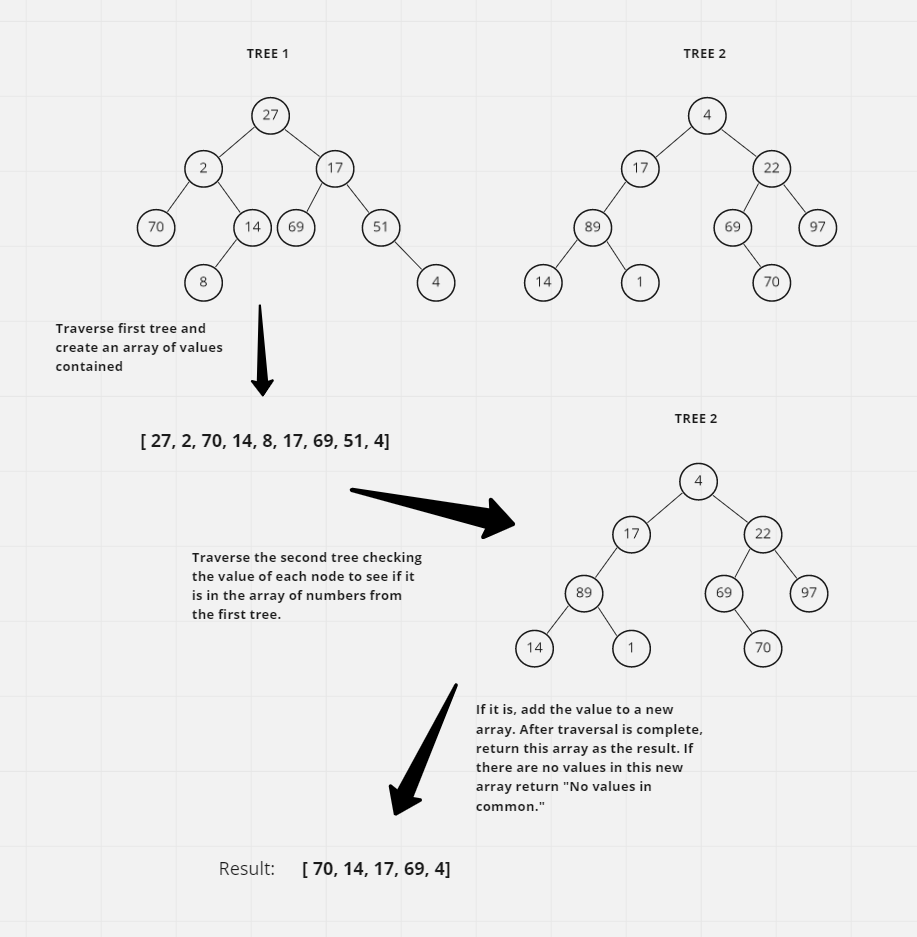 TREE 1
TREE 2
27
4
2
17
17
22
70
14
69
51
89
69
97
8
4
14
1
70
Traverse first tree and
create an array of values
contained
[ 27, 2, 70, 14, 8, 17, 69, 51, 4]
TREE 2
4
17
22
89
69
97
14
1
70
Traverse the second tree checking
the value of each node to see if it
is in the array of numbers from
the first tree.
If it is, add the value to a new
array. After traversal is complete,
return this array as the result. If
there are no values in this new
array return "No values in
common."
Result: [ 70, 14, 17, 69, 4]